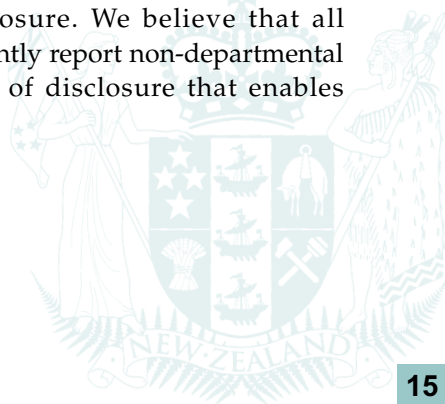 osure. We believe that all
ntly report non-departmental
of disclosure that enables
NEW·ZEALAND
15